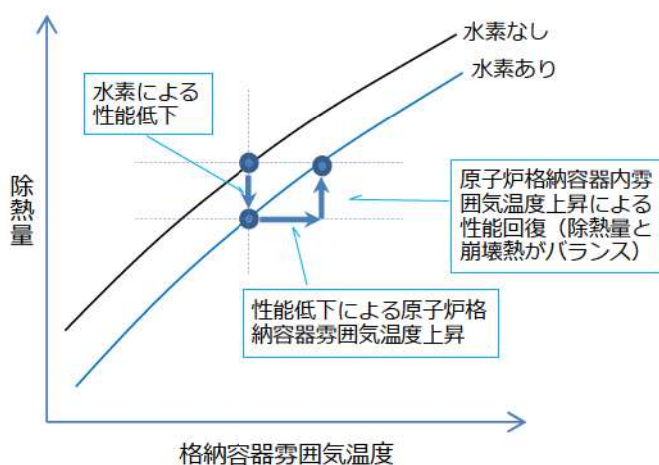 水素なし
水素あり
水素による
性能低下
原子炉格納容器内雰
囲気温度上昇による
性能回復（除熱量と
崩壊熱がバランス）
除熱量
性能低下による原子炉格
納容器雰囲気温度上昇
格納容器雰囲気温度